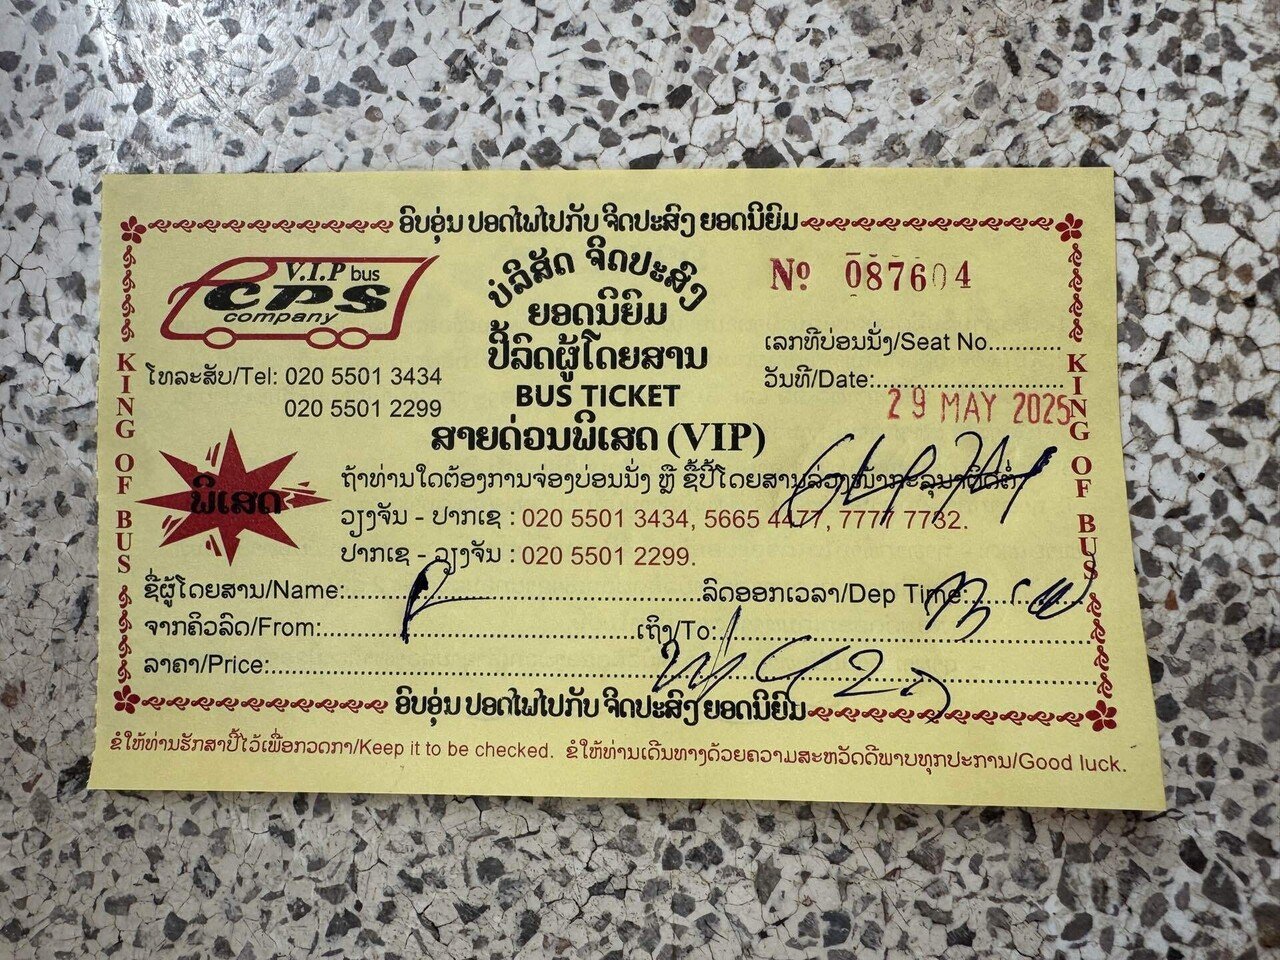 ອົບອຸ່ນ ປອດໄພໄປກັບ ຈິດປະສົງ ຍອດນິຍົມ
V.I.P bus
CPS
company
ໂທລະສັບ/Tel: 020 5501 3434
020 5501 2299
ບໍລິສັດ ຈິດປະສົງ
ຍອດນິຍົມ
ປີ້ລົດຜູ້ໂດຍສານ
BUS TICKET
ສາຍດ່ວນພິເສດ (VIP)
Nº 087604
ເລກທີບ່ອນນັ່ງ/Seat No...........
ວັນທີ/Date:............................
29 MAY 2025
KING OF BUS
KING OF BUS
ພິເສດ
ຖ້າທ່ານໃດຕ້ອງການຈ່ອງບ່ອນນັ່ງ ຫຼື ຊື້ປີ້ໂດຍສານລ່ວງໜ້າ
ວຽງຈັນ - ປາກເຊ : 020 5501 3434, 5665 4477, 7777 7732.
ປາກເຊ - ວຽງຈັນ : 020 5501 2299.
ຊື່ຜູ້ໂດຍສານ/Name:...................................................... ລົດອອກເວລາ/Dep Time:
ຈາກຄິວລົດ/From:................................................ ເຖິງ/To:..........................................................
ລາຄາ/Price:..........................................................................................................................
ອົບອຸ່ນ ປອດໄພໄປກັບ ຈິດປະສົງ ຍອດນິຍົມ
ຂໍໃຫ້ທ່ານຮັກສາປີ້ໄວ້ເພື່ອກວດກາ/Keep it to be checked. ຂໍໃຫ້ທ່ານເດີນທາງດ້ວຍຄວາມສະຫວັດດີພາບທຸກປະການ/Good luck.